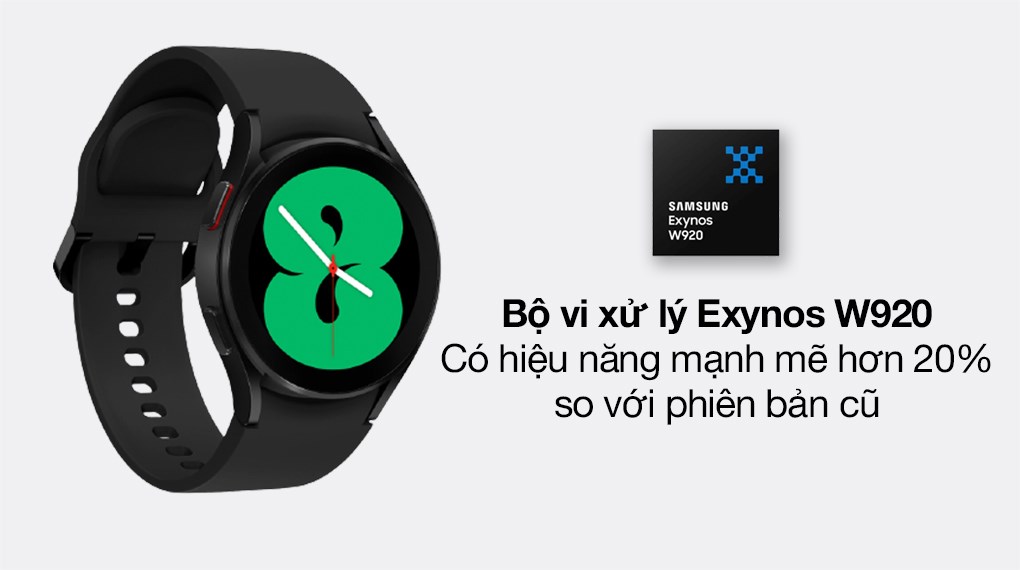 SAMSUNG
Exynos
W920
Bộ vi xử lý Exynos W920
Có hiệu năng mạnh mẽ hơn 20%
so với phiên bản cũ